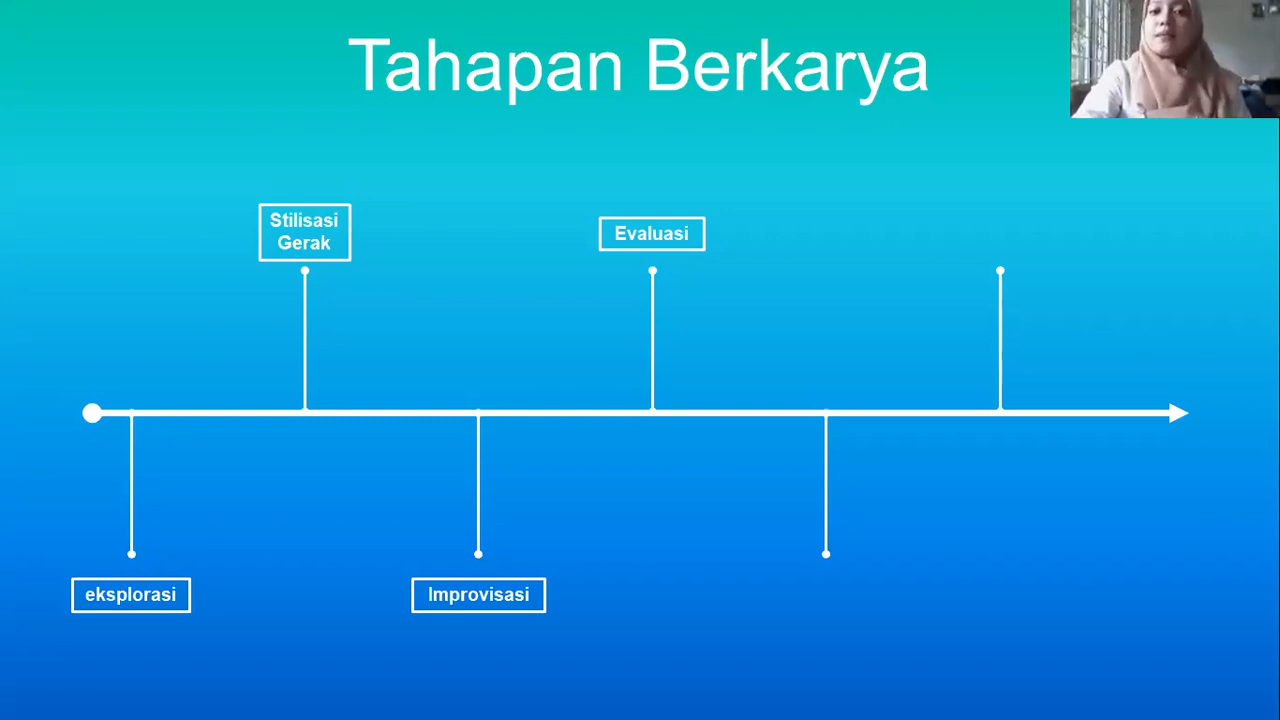 Tahapan Berkarya
Stilisasi
Gerak
Evaluasi
eksplorasi
Improvisasi